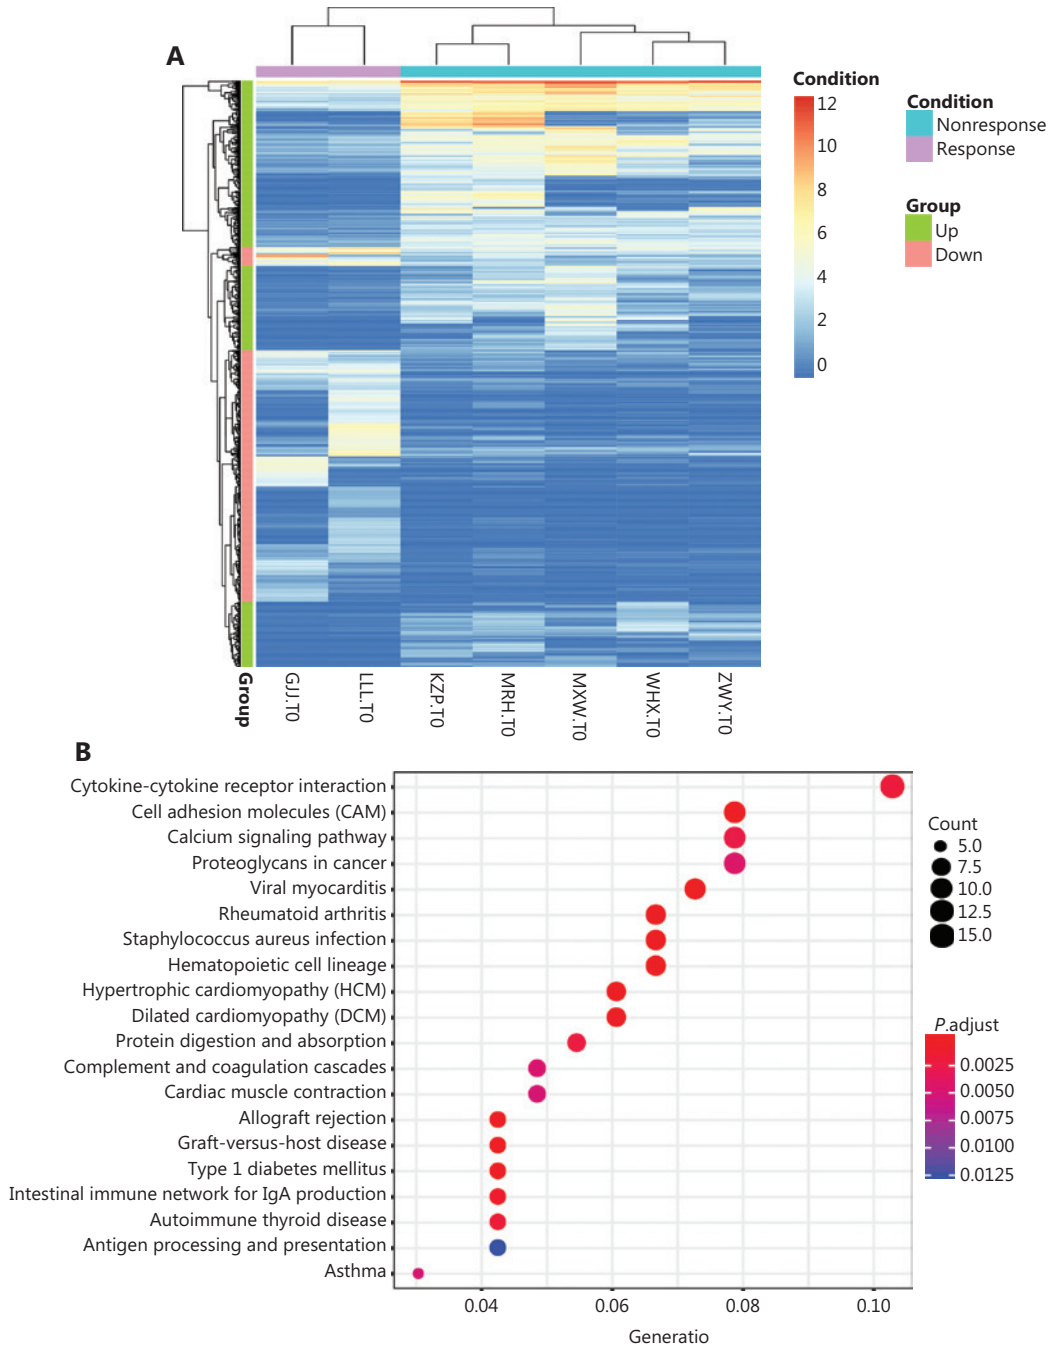 A
Condition
12
10
8
6
4
2
0
Condition
Nonresponse
Response
Group
Up
Down
Group
GJJ.T0
LLL.T0
KZP.T0
MRH.T0
MXW.T0
WHX.T0
ZWY.T0
B
Cytokine-cytokine receptor interaction
Cell adhesion molecules (CAM)
Calcium signaling pathway
Proteoglycans in cancer
Viral myocarditis
Rheumatoid arthritis
Staphylococcus aureus infection
Hematopoietic cell lineage
Hypertrophic cardiomyopathy (HCM)
Dilated cardiomyopathy (DCM)
Protein digestion and absorption
Complement and coagulation cascades
Cardiac muscle contraction
Allograft rejection
Graft-versus-host disease
Type 1 diabetes mellitus
Intestinal immune network for IgA production
Autoimmune thyroid disease
Antigen processing and presentation
Asthma
0.04 0.06 0.08 0.10
Generatio
Count
5.0
7.5
10.0
12.5
15.0
P.adjust
0.0025
0.0050
0.0075
0.0100
0.0125